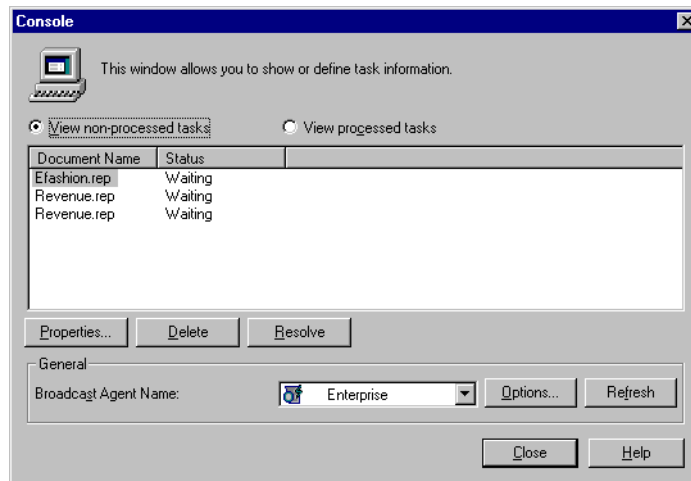 Console
This window allows you to show or define task information.
View non-processed tasks View processed tasks
Document Name Status
Efashion.rep Waiting
Revenue.rep Waiting
Revenue.rep Waiting
Properties... Delete Resolve
General
Broadcast Agent Name: Enterprise Options... Refresh
Close Help